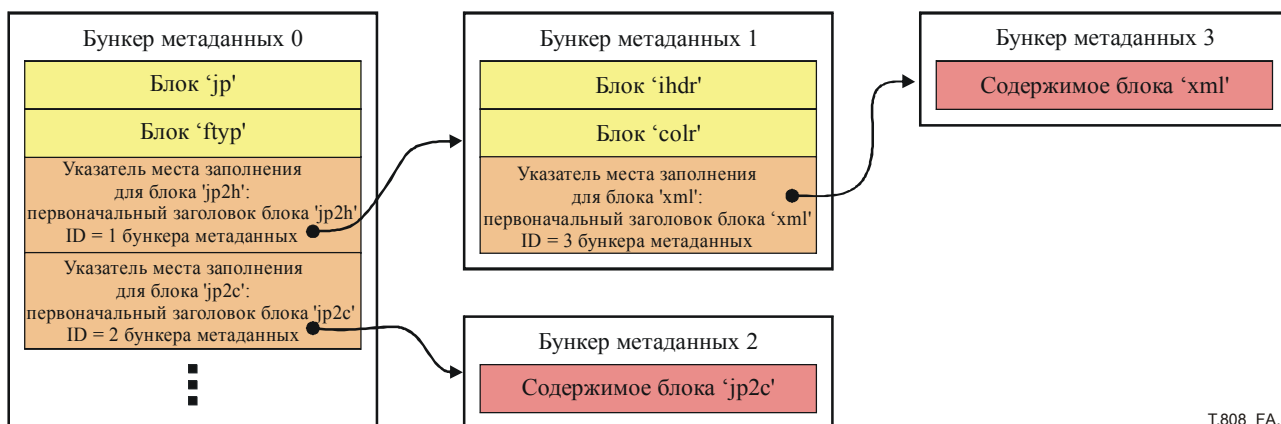 Бункер метаданных 0
Блок ‘jp'
Блок ‘ftyp'
Указатель места заполнения
для блока 'jp2h':
первоначальный заголовок блока 'jp2h'
ID = 1 бункера метаданных
Указатель места заполнения
для блока 'jp2c':
первоначальный заголовок блока 'jp2c'
ID = 2 бункера метаданных
Бункер метаданных 1
Блок ‘ihdr'
Блок ‘colr'
Указатель места заполнения
для блока 'xml':
первоначальный заголовок блока ‘xml'
ID = 3 бункера метаданных
Бункер метаданных 2
Содержимое блока ‘jp2c'
Бункер метаданных 3
Содержимое блока ‘xml'